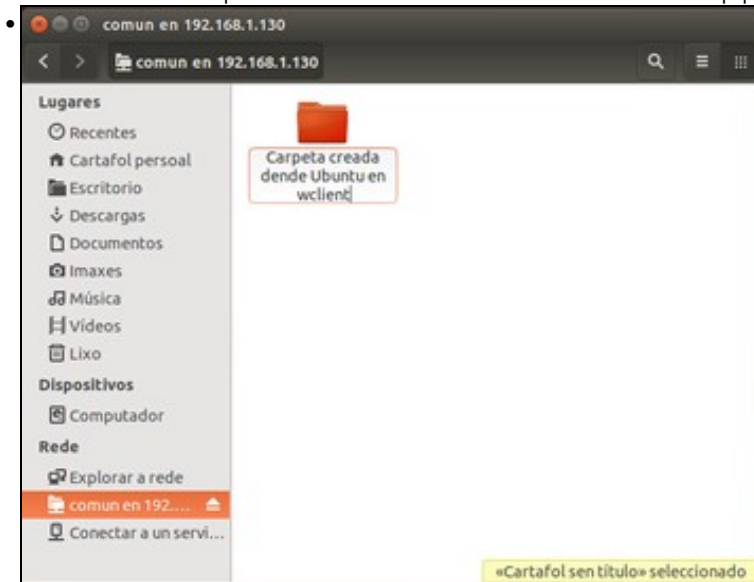 comun en 192.168.1.130
comun en 192.168.1.130
Lugares
Recentes
Cartafol persoal
Escritorio
Descargas
Documentos
Imaxes
Música
Vídeos
Lixo
Dispositivos
Computador
Rede
Explorar a rede
comun en 192....
Conectar a un servi...
Carpeta creada
dende Ubuntu en
wclient
«Cartafol sen título» seleccionado